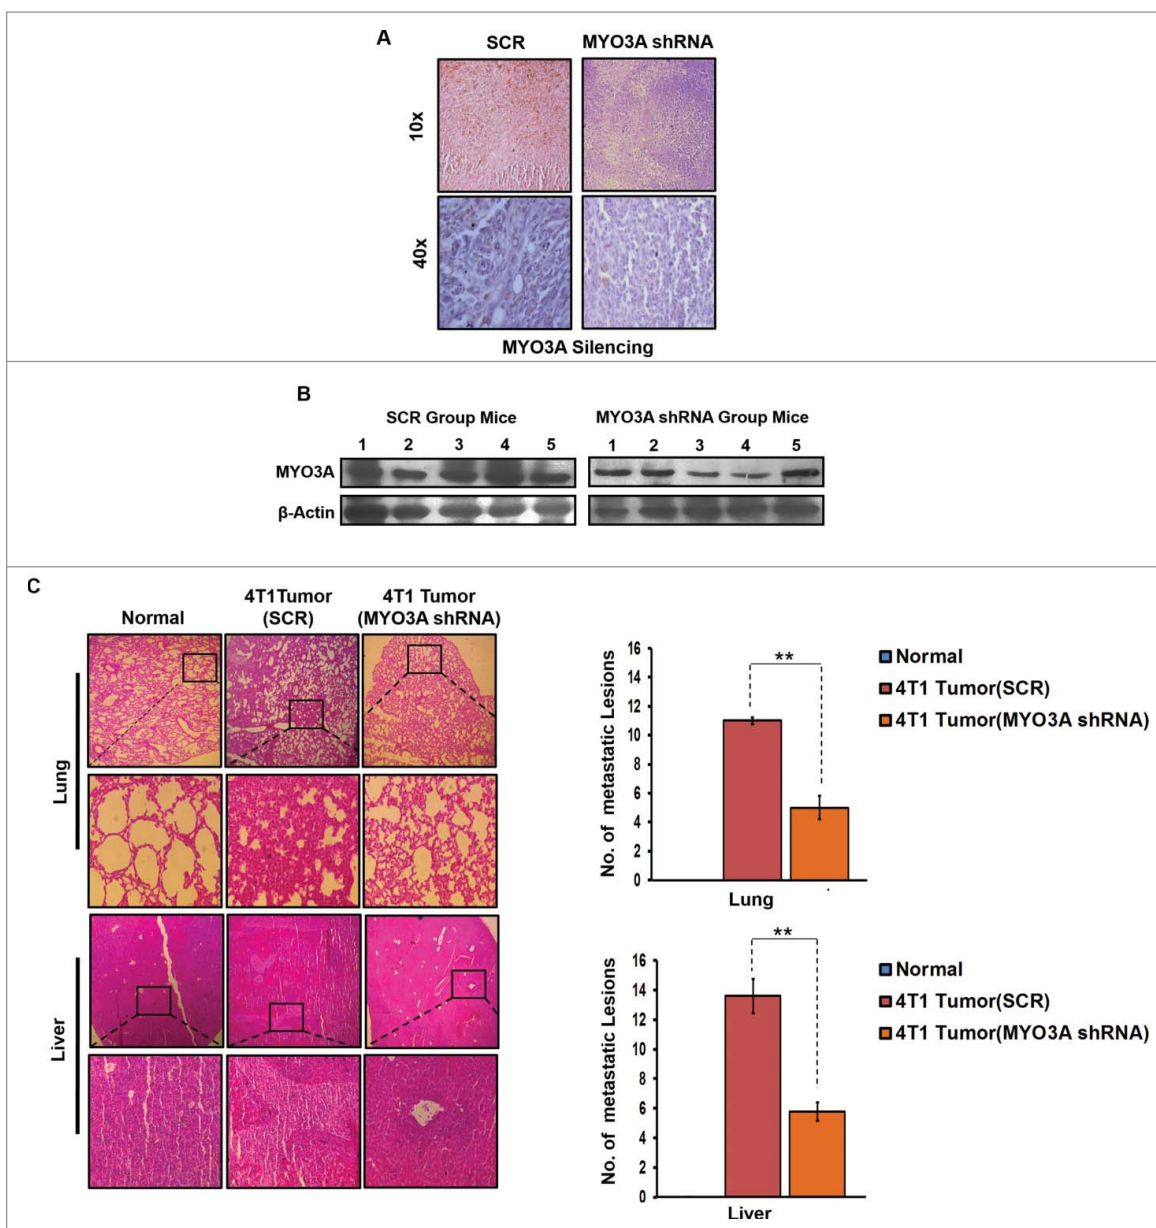 A
SCR
MYO3A shRNA
10x
40x
MYO3A Silencing
B
SCR Group Mice
MYO3A shRNA Group Mice
1 2 3 4 5
1 2 3 4 5
MYO3A
β-Actin
C
Normal
4T1Tumor
(SCR)
4T1 Tumor
(MYO3A shRNA)
Lung
Liver
No. of metastatic Lesions
16
14
12
10
8
6
4
2
0
**
Lung
Normal
4T1 Tumor(SCR)
4T1 Tumor(MYO3A shRNA)
No. of metastatic Lesions
16
14
12
10
8
6
4
2
0
**
Liver
Normal
4T1 Tumor(SCR)
4T1 Tumor(MYO3A shRNA)